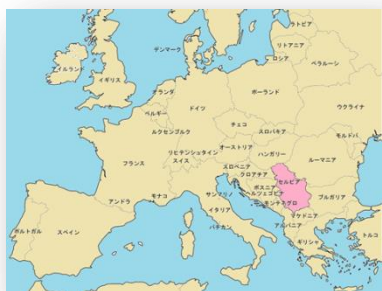 ラトビア
デンマーク
リトアニア
ロシア
アイルランド
ベラルーシ
イギリス
オランダ
ポーランド
ドイツ
ベルギー
ウクライナ
チェコ
ルクセンブルク
スロバキア
モルドバ
リヒテンシュタイン
オーストリア
ハンガリー
フランス
スイス
ルーマニア
スロベニア
クロアチア
セルビア
ボスニア
ヘルツェゴビナ
モナコ
サンマリノ
アンドラ
ブルガリア
モンテネグロ
イタリア
マケドニア
ポルトガル
スペイン
バチカン
アルバニア
トルコ
ギリシャ